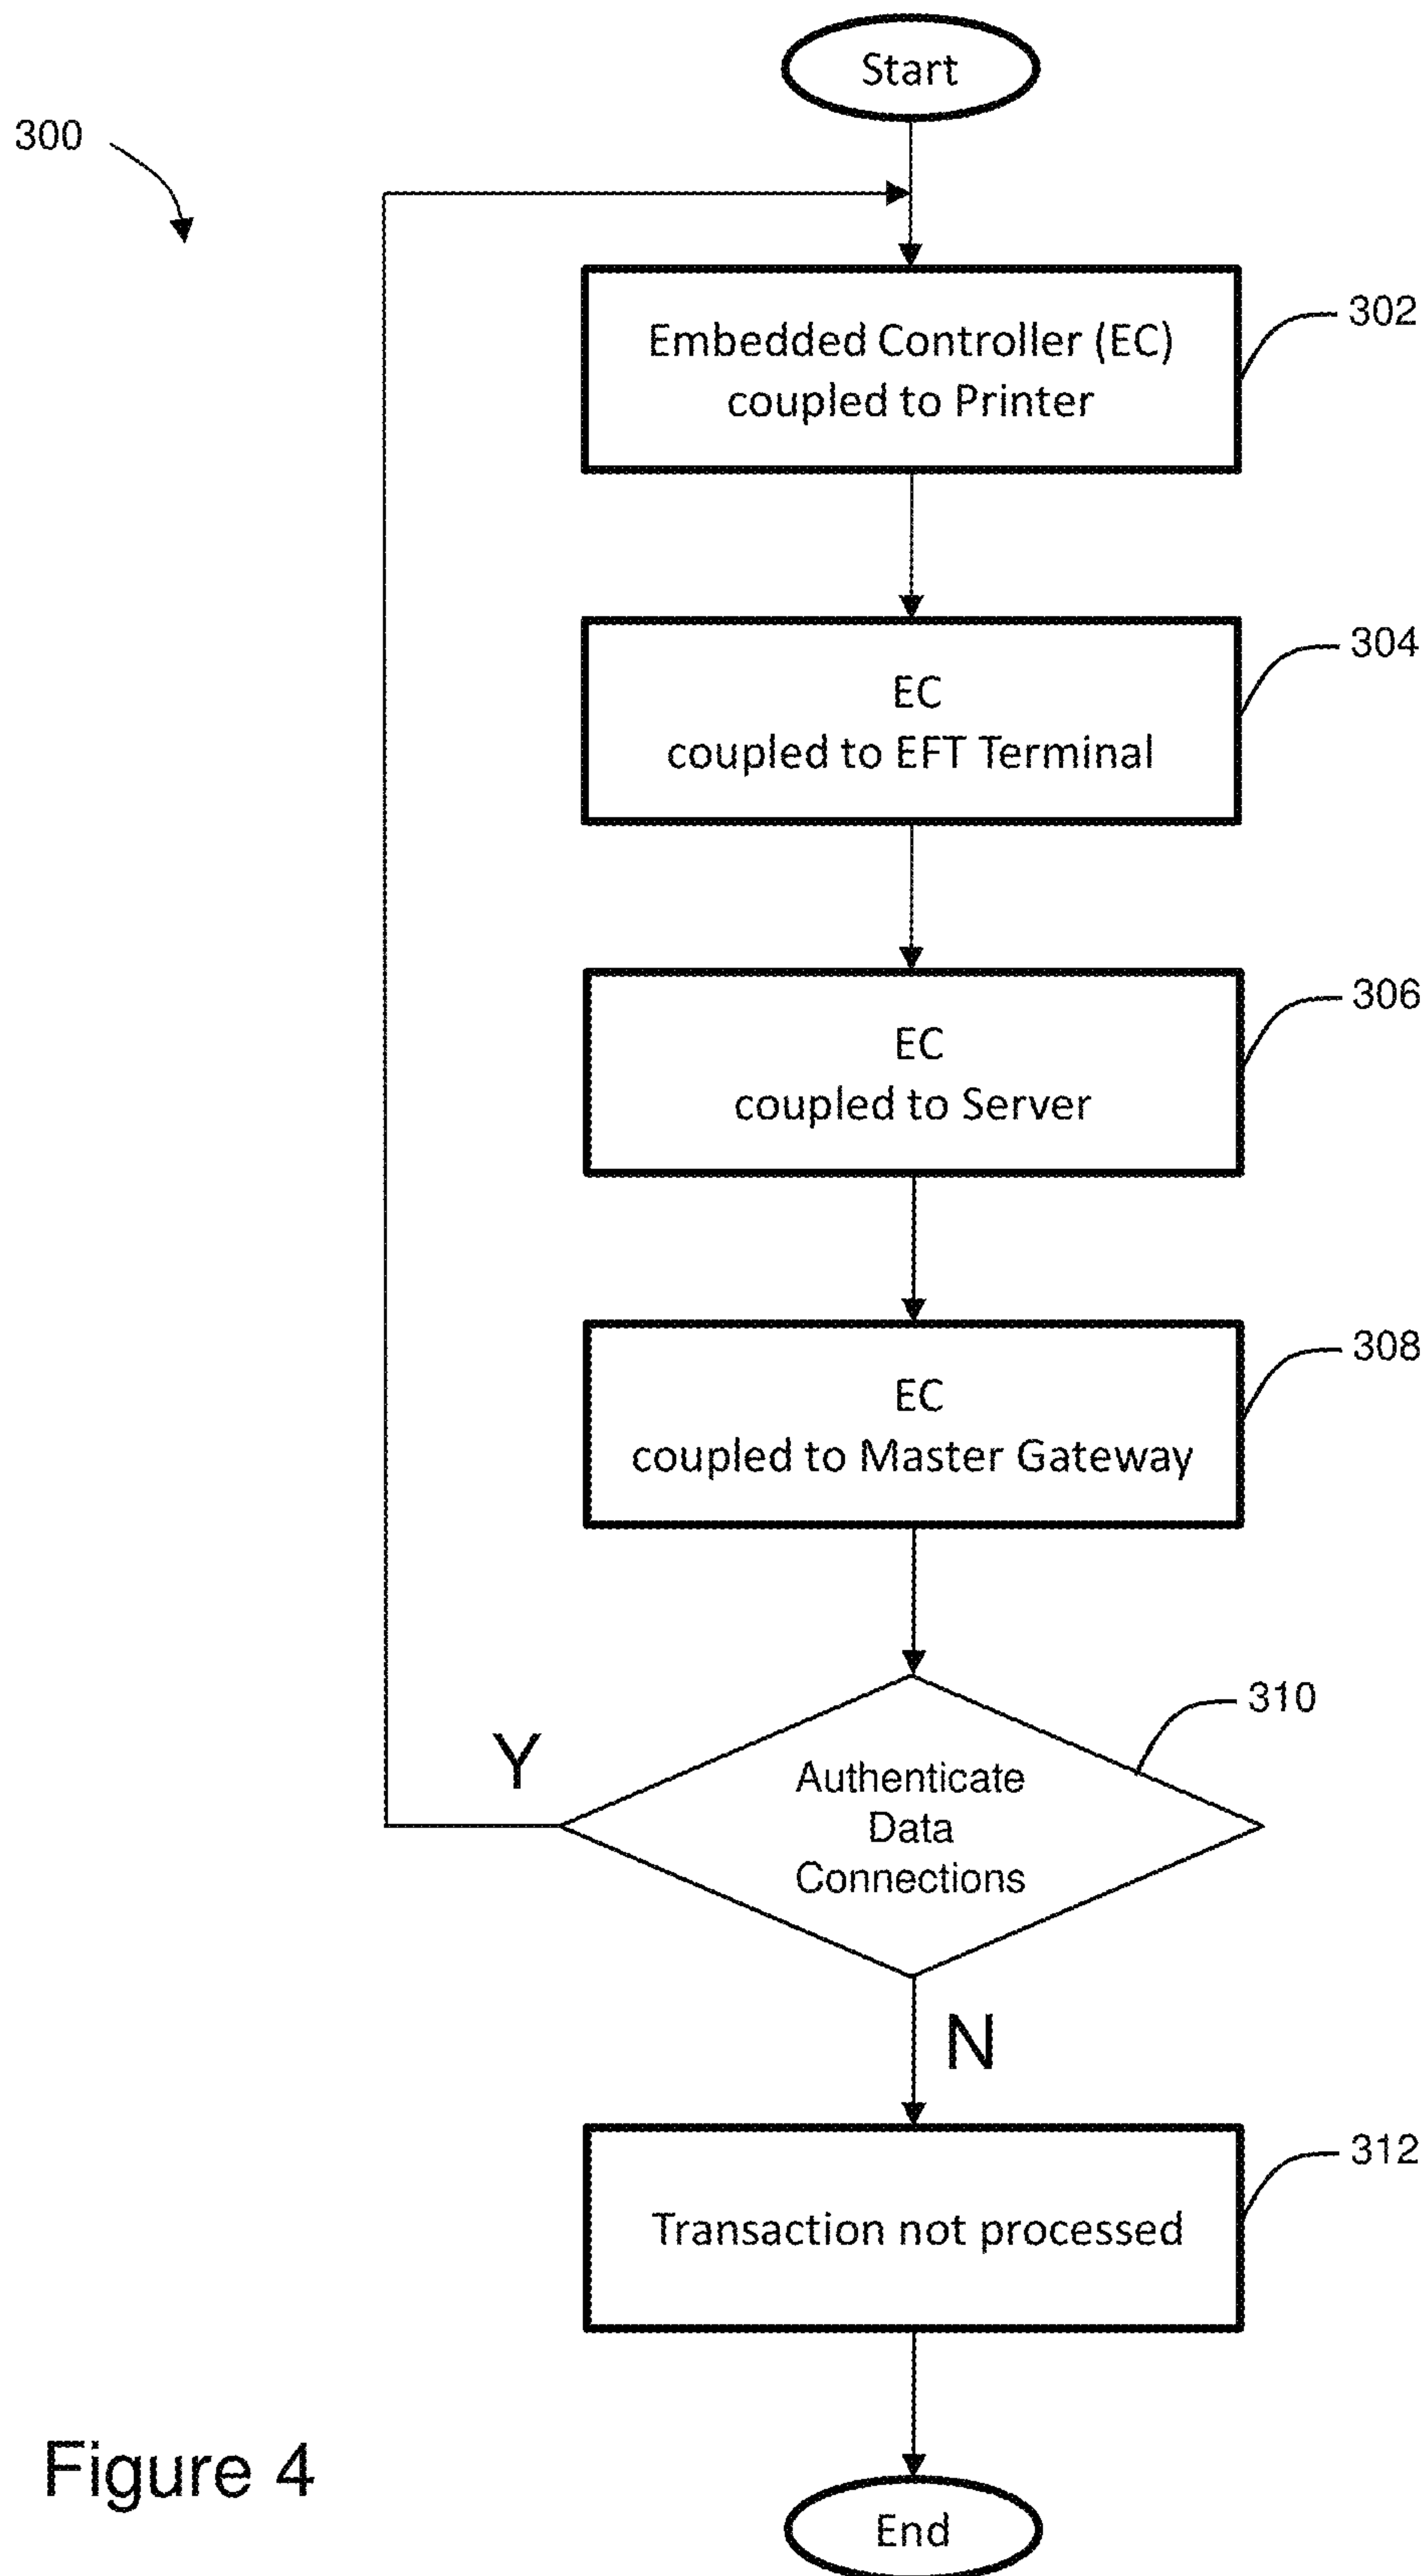 Start
300
Embedded Controller (EC)
coupled to Printer
302
EC
coupled to EFT Terminal
304
EC
coupled to Server
306
EC
coupled to Master Gateway
308
Authenticate
Data
Connections
310
Y
N
Transaction not processed
312
End
Figure 4